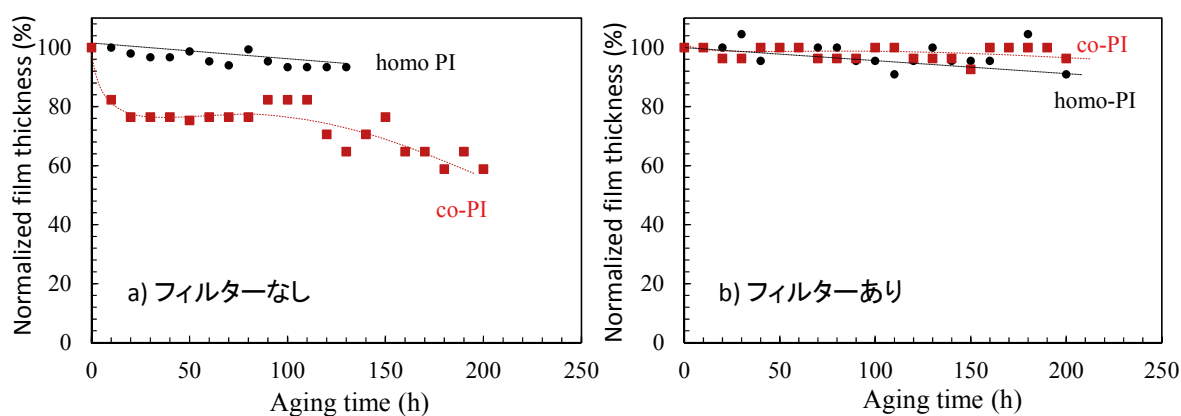 Normalized film thickness (%)
100
80
60
40
20
0
homo PI
co-PI
a) フィルターなし
0
50
100
150
200
250
Aging time (h)
Normalized film thickness (%)
100
80
60
40
20
0
co-PI
homo-PI
b) フィルターあり
0
50
100
150
200
250
Aging time (h)